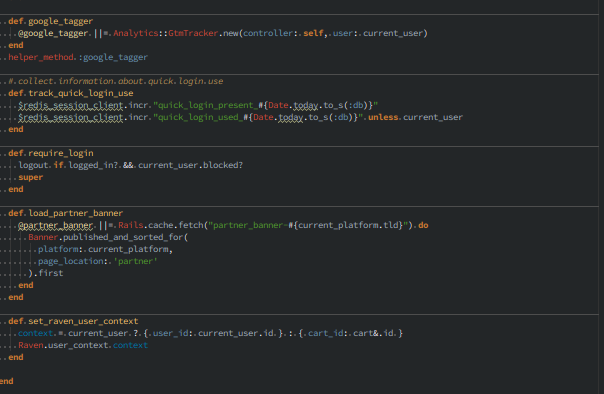 def google_tagger
@google_tagger ||= Analytics::GtmTracker.new(controller: self, user: current_user)
end
helper_method :google_tagger
# collect information about quick login use
def track_quick_login_use
$redis_session_client.incr "quick_login_present_#{Date.today.to_s(:db)}"
$redis_session_client.incr "quick_login_used_#{Date.today.to_s(:db)}" unless current_user
end
def require_login
logout if logged_in? && current_user.blocked?
super
end
def load_partner_banner
@partner_banner ||= Rails.cache.fetch("partner_banner-#{current_platform.tld}") do
Banner.published_and_sorted_for(
platform: current_platform,
page_location: 'partner'
).first
end
end
def set_raven_user_context
context = current_user ? { user_id: current_user.id } : { cart_id: cart&.id }
Raven.user_context context
end
end